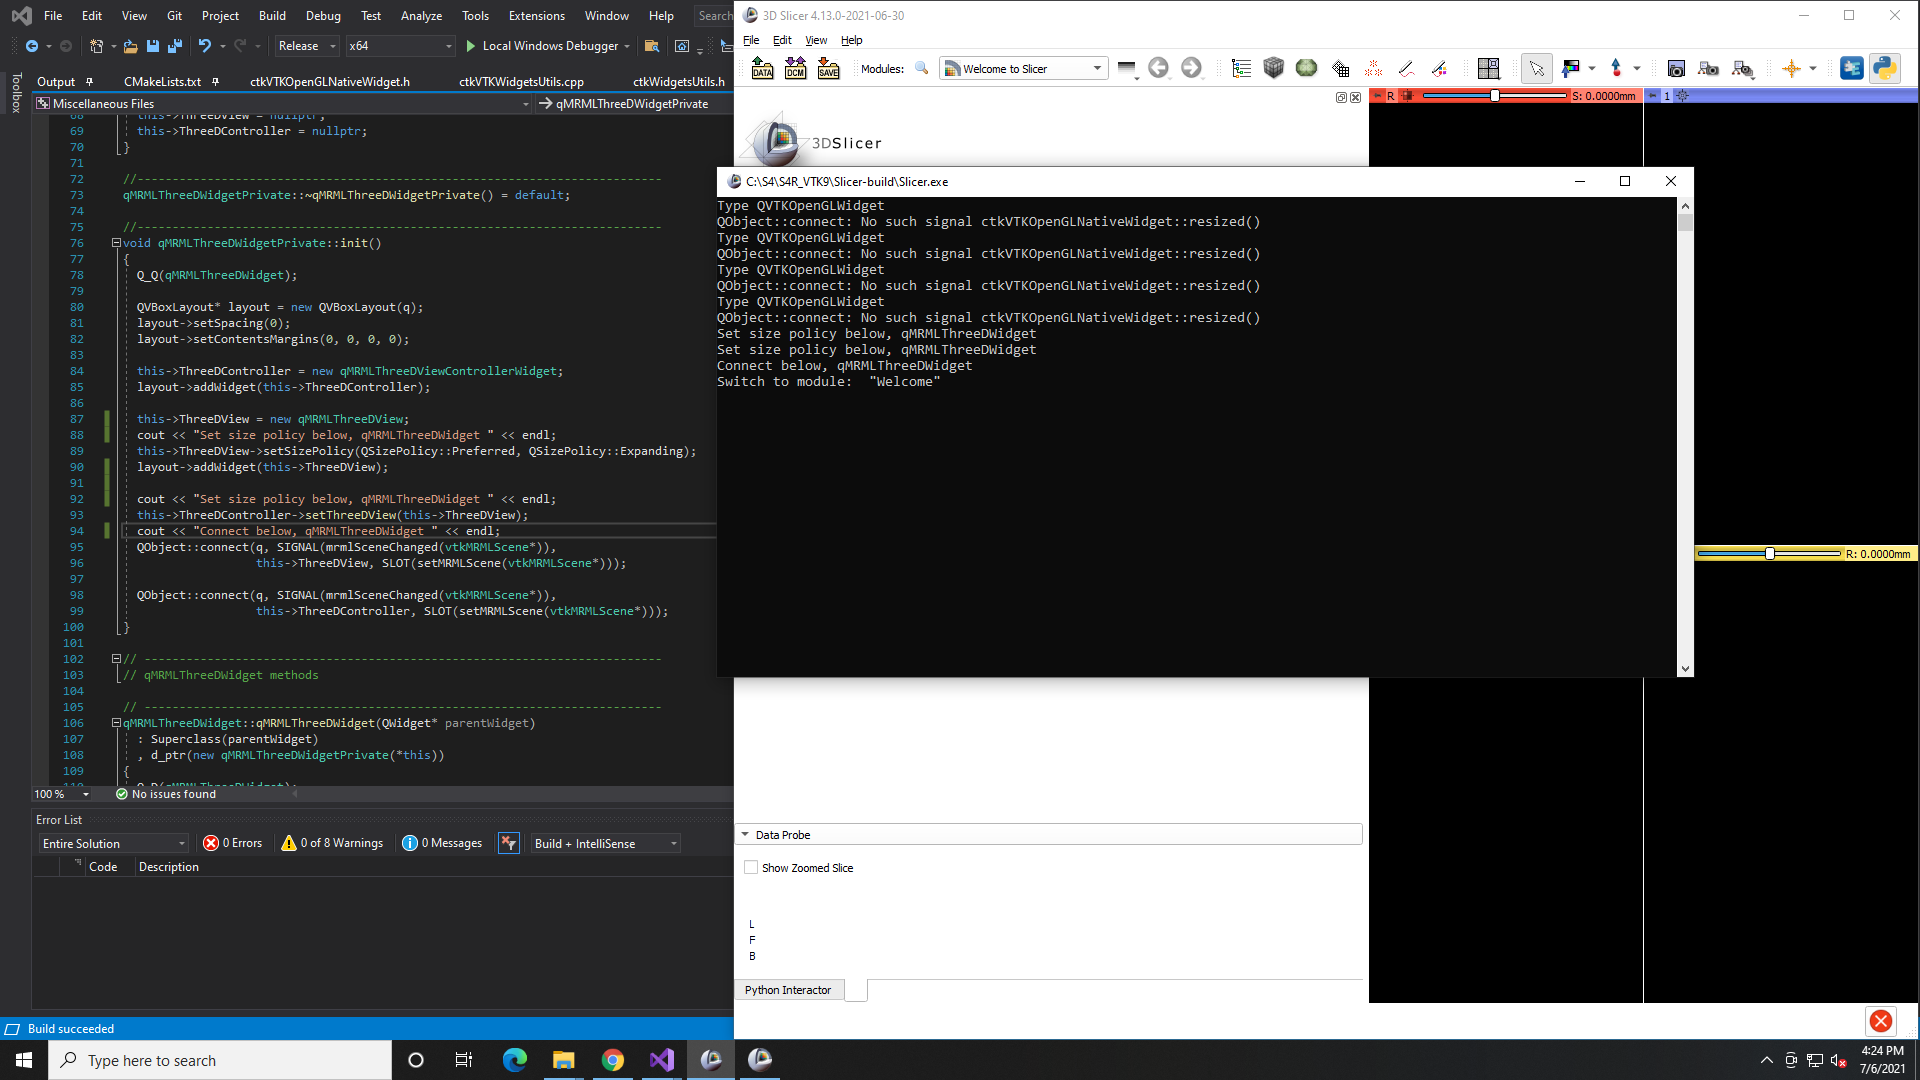 File Edit View Git Project Build Debug Test Analyze Tools Extensions Window Help Search
Release x64 Local Windows Debugger
Toolbox
Output CMakeLists.txt ctkVTKOpenGLNativeWidget.h ctkVTKWidgetsUtils.cpp ctkWidgetsUtils.h
Miscellaneous Files qMRMLThreeDWidgetPrivate
68 this->ThreeDView = nullptr;
69 this->ThreeDController = nullptr;
70 }
71
72 //---------------------------------------------------------------------------
73 qMRMLThreeDWidgetPrivate::~qMRMLThreeDWidgetPrivate() = default;
74
75 //---------------------------------------------------------------------------
76 void qMRMLThreeDWidgetPrivate::init()
77 {
78 Q_Q(qMRMLThreeDWidget);
79
80 QVBoxLayout* layout = new QVBoxLayout(q);
81 layout->setSpacing(0);
82 layout->setContentsMargins(0, 0, 0, 0);
83
84 this->ThreeDController = new qMRMLThreeDViewControllerWidget;
85 layout->addWidget(this->ThreeDController);
86
87 this->ThreeDView = new qMRMLThreeDView;
88 cout << "Set size policy below, qMRMLThreeDWidget " << endl;
89 this->ThreeDView->setSizePolicy(QSizePolicy::Preferred, QSizePolicy::Expanding);
90 layout->addWidget(this->ThreeDView);
91
92 cout << "Set size policy below, qMRMLThreeDWidget " << endl;
93 this->ThreeDController->setThreeDView(this->ThreeDView);
94 cout << "Connect below, qMRMLThreeDWidget " << endl;
95 QObject::connect(q, SIGNAL(mrmlSceneChanged(vtkMRMLScene*)),
96 this->ThreeDView, SLOT(setMRMLScene(vtkMRMLScene*)));
97
98 QObject::connect(q, SIGNAL(mrmlSceneChanged(vtkMRMLScene*)),
99 this->ThreeDController, SLOT(setMRMLScene(vtkMRMLScene*)));
100 }
101
102 // --------------------------------------------------------------------------
103 // qMRMLThreeDWidget methods
104
105 // --------------------------------------------------------------------------
106 qMRMLThreeDWidget::qMRMLThreeDWidget(QWidget* parentWidget)
107 : Superclass(parentWidget)
108 , d_ptr(new qMRMLThreeDWidgetPrivate(*this))
109 {
110 Q_D(qMRMLThreeDWidget);
100 % No issues found
Error List
Entire Solution 0 Errors 0 of 8 Warnings 0 Messages Build + IntelliSense
Code Description
Build succeeded
3D Slicer 4.13.0-2021-06-30
File Edit View Help
DATA DCM SAVE Modules: Welcome to Slicer
R S: 0.0000mm 1
3DSlicer
C:\S4\S4R_VTK9\Slicer-build\Slicer.exe
Type QVTKOpenGLWidget
QObject::connect: No such signal ctkVTKOpenGLNativeWidget::resized()
Type QVTKOpenGLWidget
QObject::connect: No such signal ctkVTKOpenGLNativeWidget::resized()
Type QVTKOpenGLWidget
QObject::connect: No such signal ctkVTKOpenGLNativeWidget::resized()
Type QVTKOpenGLWidget
QObject::connect: No such signal ctkVTKOpenGLNativeWidget::resized()
Set size policy below, qMRMLThreeDWidget
Set size policy below, qMRMLThreeDWidget
Connect below, qMRMLThreeDWidget
Switch to module:  "Welcome"
R: 0.0000mm
Data Probe
Show Zoomed Slice
L
F
B
Python Interactor
Type here to search
4:24 PM
7/6/2021